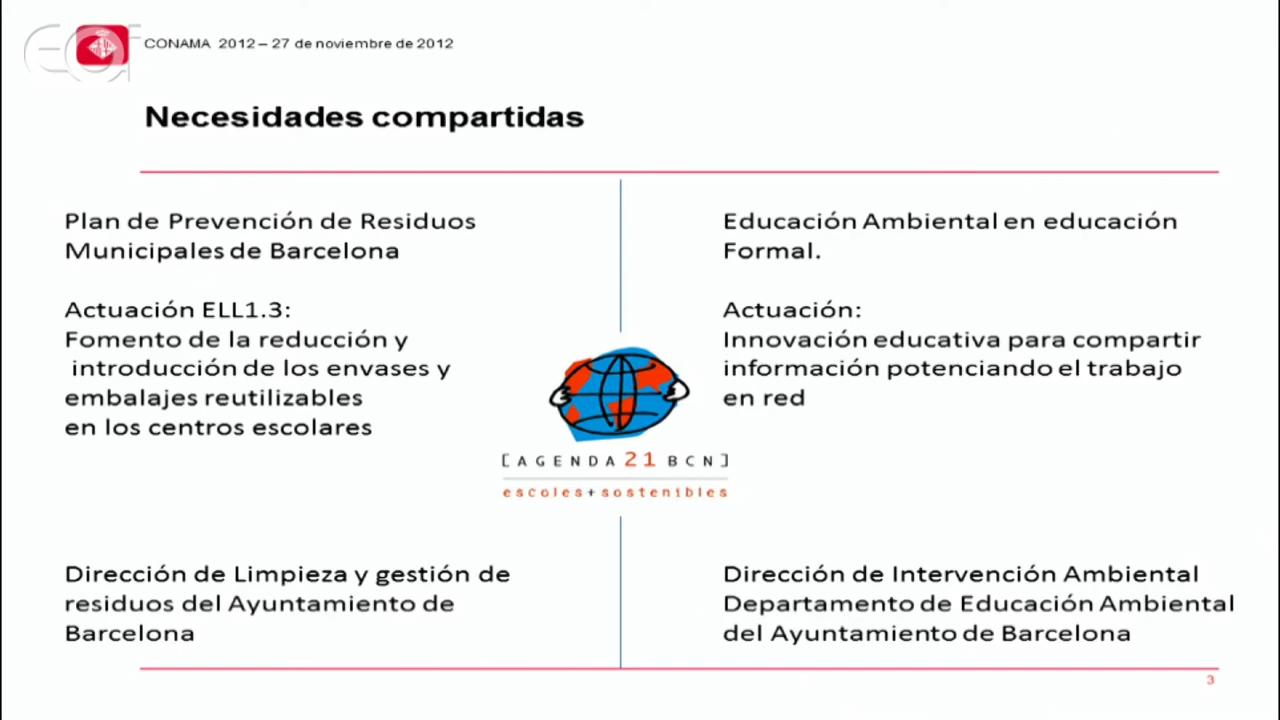 CONAMA 2012 – 27 de noviembre de 2012
Necesidades compartidas
Plan de Prevención de Residuos
Municipales de Barcelona
Actuación ELL1.3:
Fomento de la reducción y
introducción de los envases y
embalajes reutilizables
en los centros escolares
Dirección de Limpieza y gestión de
residuos del Ayuntamiento de
Barcelona
[AGENDA 21 BCN]
escoles+sostenibles
Educación Ambiental en educación
Formal.
Actuación:
Innovación educativa para compartir
información potenciando el trabajo
en red
Dirección de Intervención Ambiental
Departamento de Educación Ambiental
del Ayuntamiento de Barcelona
3